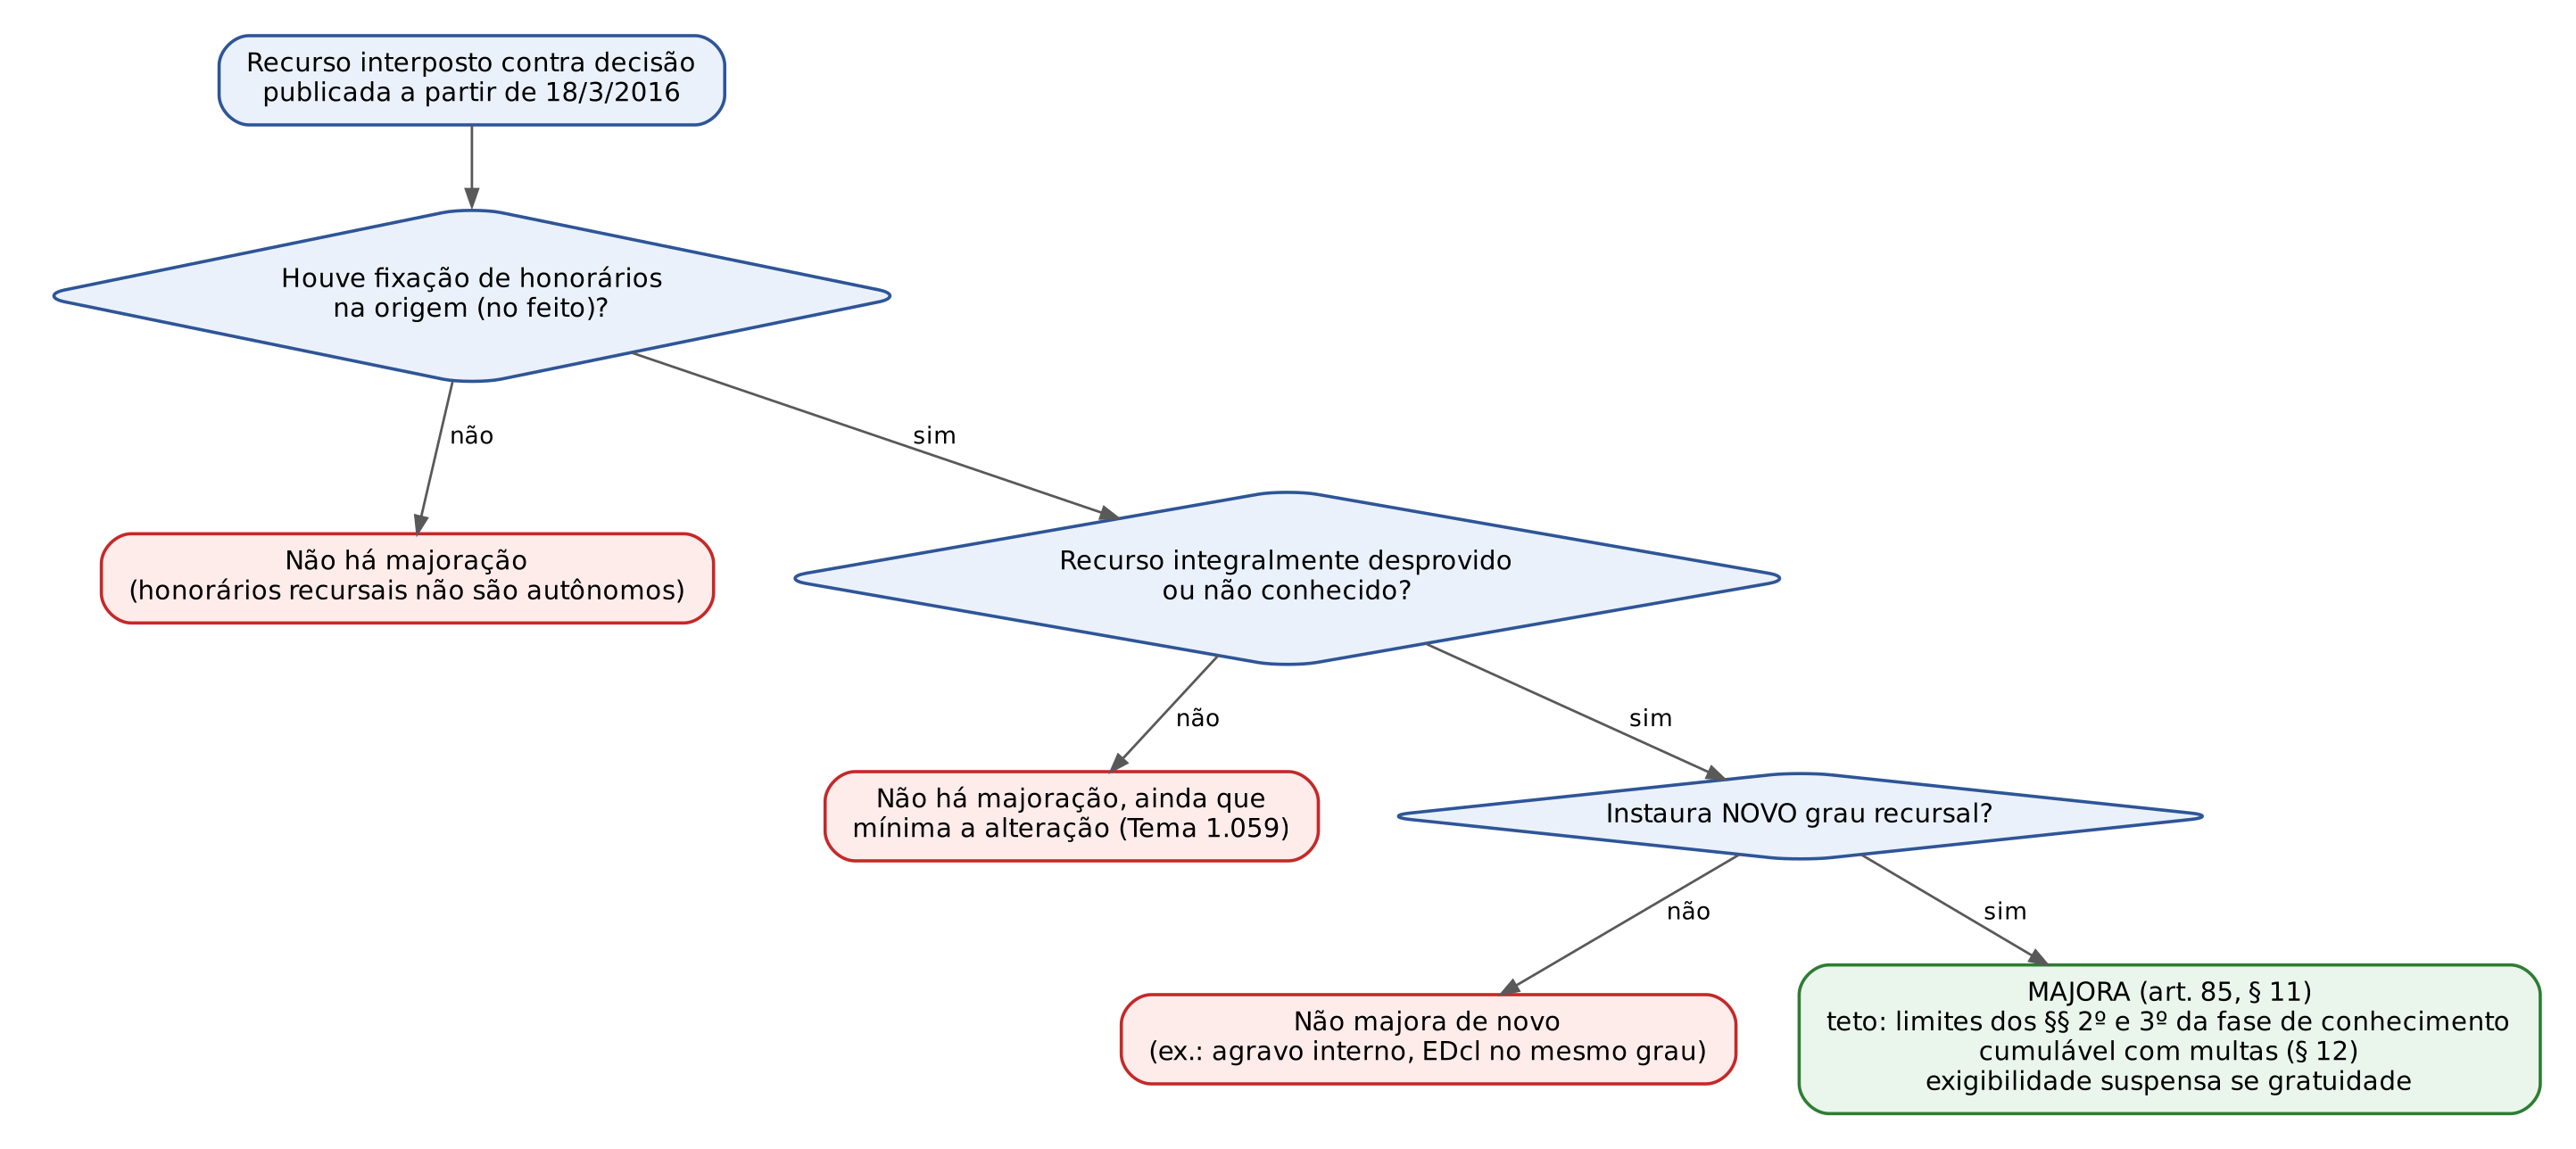 Recurso interposto contra decisão
publicada a partir de 18/3/2016
Houve fixação de honorários
na origem (no feito)?
não
sim
Não há majoração
(honorários recursais não são autônomos)
Recurso integralmente desprovido
ou não conhecido?
não
sim
Não há majoração, ainda que
mínima a alteração (Tema 1.059)
Instaura NOVO grau recursal?
não
sim
Não majora de novo
(ex.: agravo interno, EDcl no mesmo grau)
MAJORA (art. 85, § 11)
teto: limites dos §§ 2º e 3º da fase de conhecimento
cumulável com multas (§ 12)
exigibilidade suspensa se gratuidade